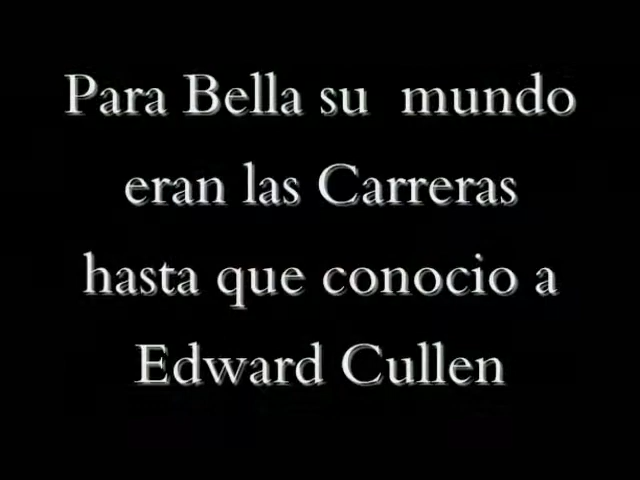 Para Bella su mundo
eran las Carreras
hasta que conocio a
Edward Cullen